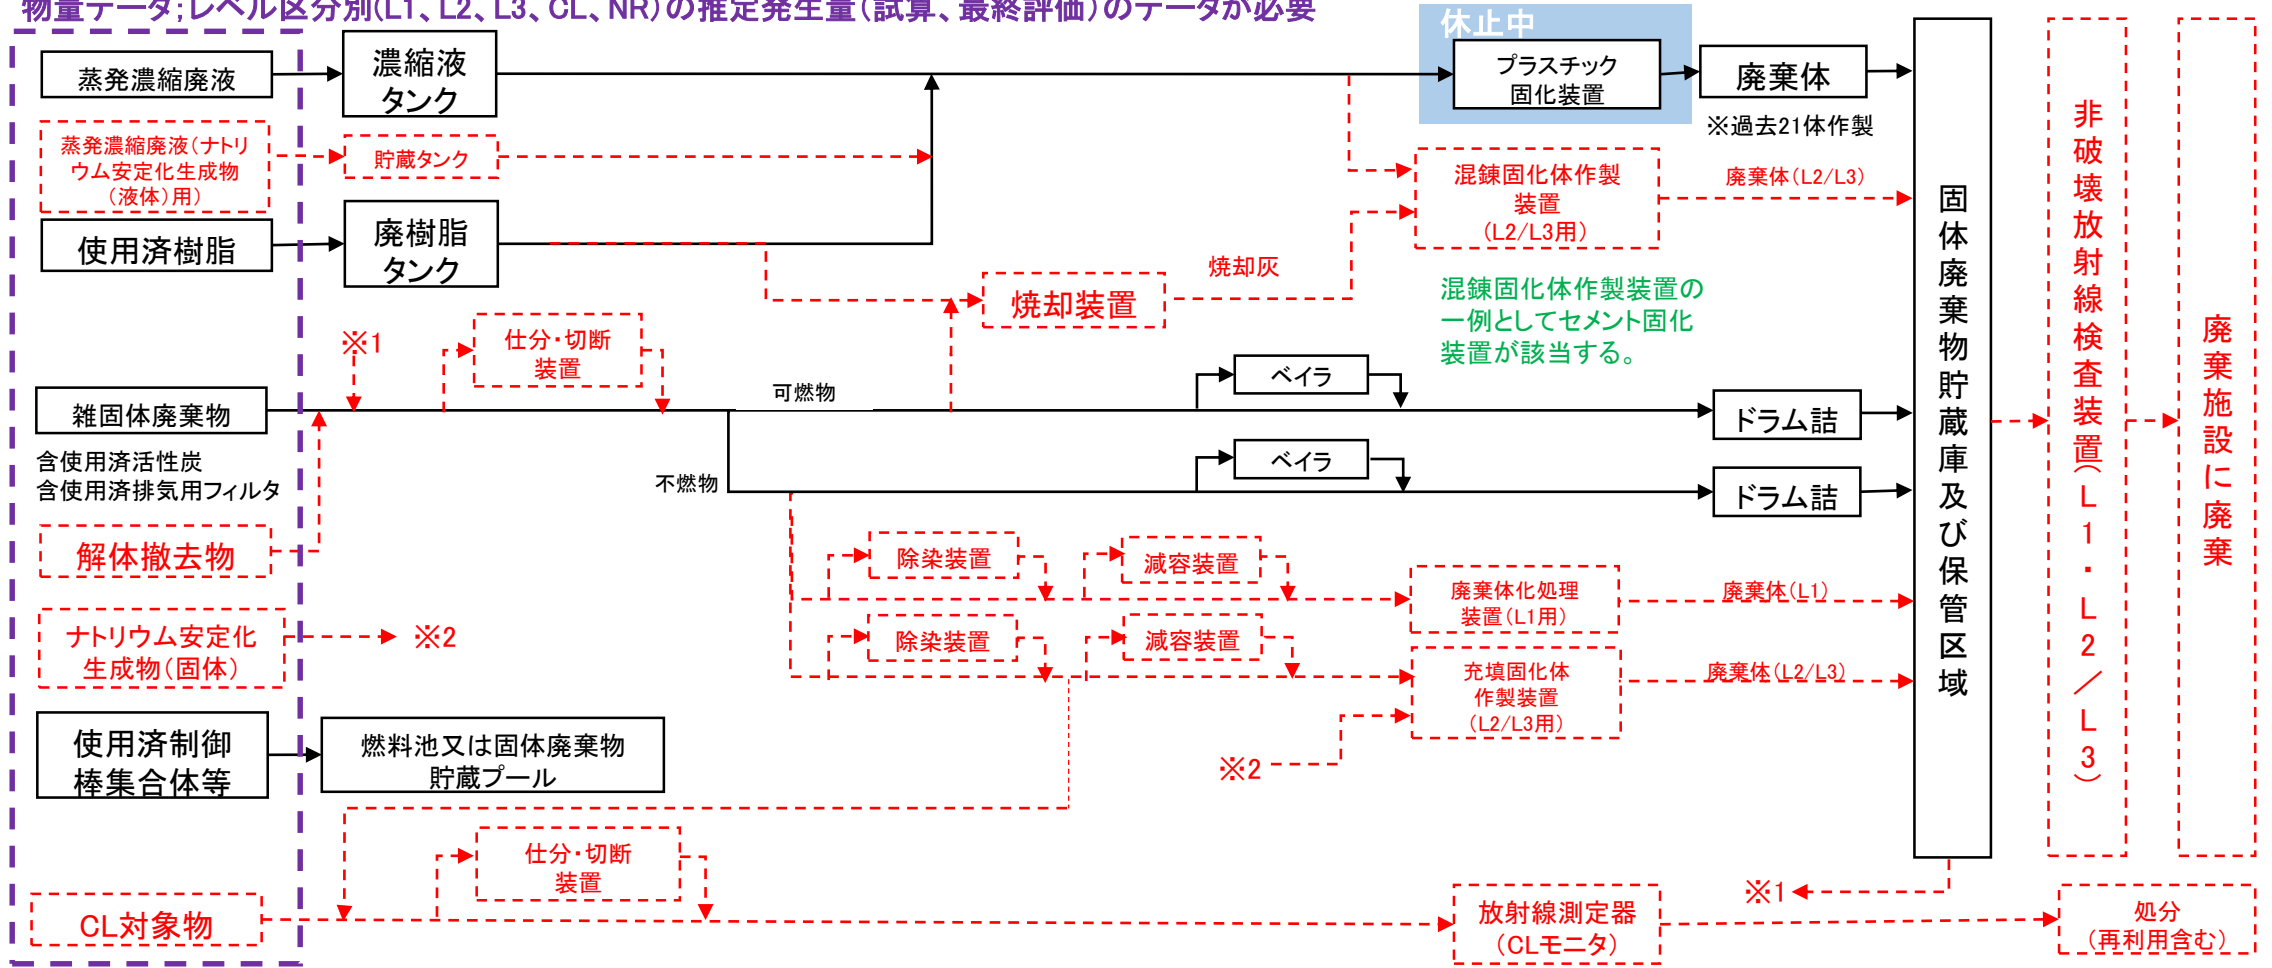 物量データ;レベル区分別(L1、L2、L3、CL、NR)の推定発生量(試算、最終評価)のデータが必要
休止中
蒸発濃縮廃液
濃縮液
タンク
プラスチック
固化装置
廃棄体
※過去21体作製
蒸発濃縮廃液(ナトリ
ウム安定化生成物
(液体)用)
貯蔵タンク
混錬固化体作製
装置
(L2/L3用)
廃棄体(L2/L3)
使用済樹脂
廃樹脂
タンク
焼却装置
焼却灰
混錬固化体作製装置の
一例としてセメント固化
装置が該当する。
※1
仕分・切断
装置
雑固体廃棄物
含使用済活性炭
含使用済排気用フィルタ
可燃物
ベイラ
ドラム詰
不燃物
ベイラ
ドラム詰
解体撤去物
除染装置
減容装置
廃棄体化処理
装置(L1用)
廃棄体(L1)
ナトリウム安定化
生成物(固体)
※2
除染装置
減容装置
充填固化体
作製装置
(L2/L3用)
廃棄体(L2/L3)
※2
使用済制御
棒集合体等
燃料池又は固体廃棄物
貯蔵プール
仕分・切断
装置
CL対象物
放射線測定器
(CLモニタ)
※1
処分
(再利用含む)
固体廃棄物貯蔵庫及び保管区域
非破壊放射線検査装置(L1・L2/L3)
廃棄施設に廃棄